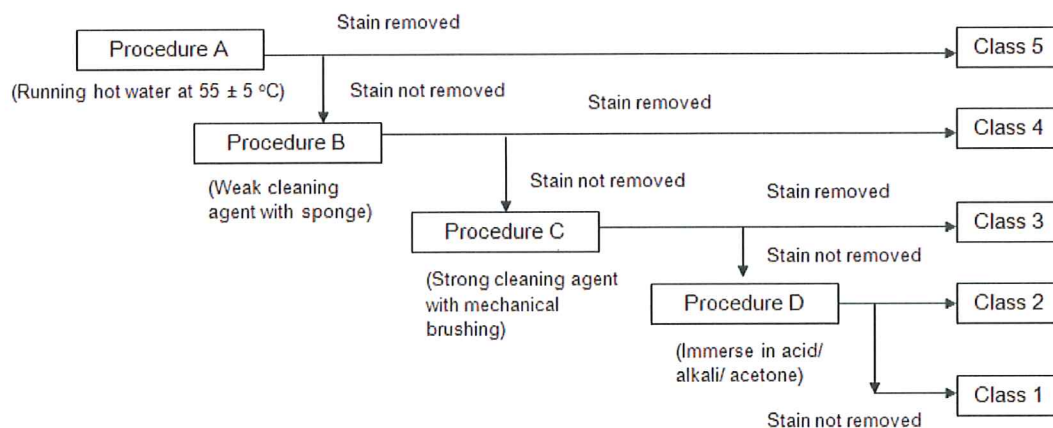 Stain removed
Procedure A
Class 5
(Running hot water at 55 ± 5 ºC)
Stain not removed
Stain removed
Procedure B
Class 4
(Weak cleaning
agent with sponge)
Stain not removed
Stain removed
Procedure C
Class 3
(Strong cleaning agent
with mechanical
brushing)
Stain not removed
Procedure D
Class 2
(Immerse in acid/
alkali/ acetone)
Class 1
Stain not removed